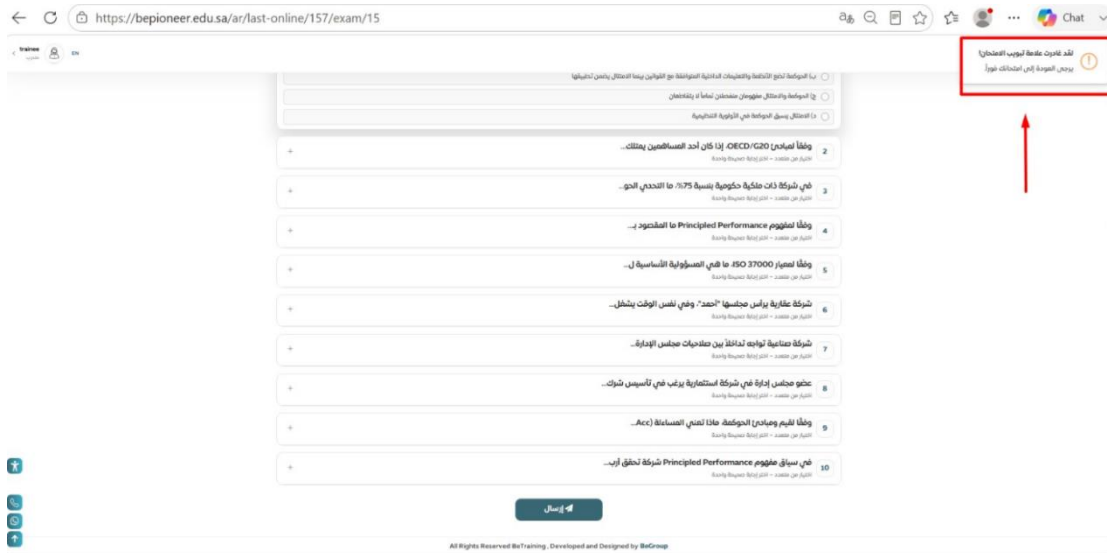 https://bepioneer.edu.sa/ar/last-online/157/exam/15
Chat
لقد غادرت علامة تبويب الامتحان!
يرجى العودة إلى امتحانك فوراً.
trainee
متدرب
EN
ب) الحوكمة تضع الأنظمة والتعليمات الداخلية المتوافقة مع القوانين بينما الامتثال يضمن تطبيقها
ج) الحوكمة والامتثال مفهومان منفصلان تماماً لا يتقاطعان
د) الامتثال يسبق الحوكمة في الأولوية التنظيمية
2
وفقاً لمبادئ OECD/G20، إذا كان أحد المساهمين يمتلك...
اختيار من متعدد – اختر إجابة صحيحة واحدة
3
في شركة ذات ملكية حكومية بنسبة 75%، ما التحدي الحو...
اختيار من متعدد – اختر إجابة صحيحة واحدة
4
وفقًا لمفهوم Principled Performance ما المقصود بـ...
اختيار من متعدد – اختر إجابة صحيحة واحدة
5
وفقًا لمعيار ISO 37000، ما هي المسؤولية الأساسية ل...
اختيار من متعدد – اختر إجابة صحيحة واحدة
6
شركة عقارية يرأس مجلسها "أحمد"، وفي نفس الوقت يشغل...
اختيار من متعدد – اختر إجابة صحيحة واحدة
7
شركة صناعية تواجه تداخلاً بين صلاحيات مجلس الإدارة...
اختيار من متعدد – اختر إجابة صحيحة واحدة
8
عضو مجلس إدارة في شركة استثمارية يرغب في تأسيس شرك...
اختيار من متعدد – اختر إجابة صحيحة واحدة
9
وفقًا لقيم ومبادئ الحوكمة، ماذا تعني المساءلة (Acc...
اختيار من متعدد – اختر إجابة صحيحة واحدة
10
في سياق مفهوم Principled Performance شركة تحقق أرب...
اختيار من متعدد – اختر إجابة صحيحة واحدة
إرسال
All Rights Reserved BeTraining , Developed and Designed by BeGroup